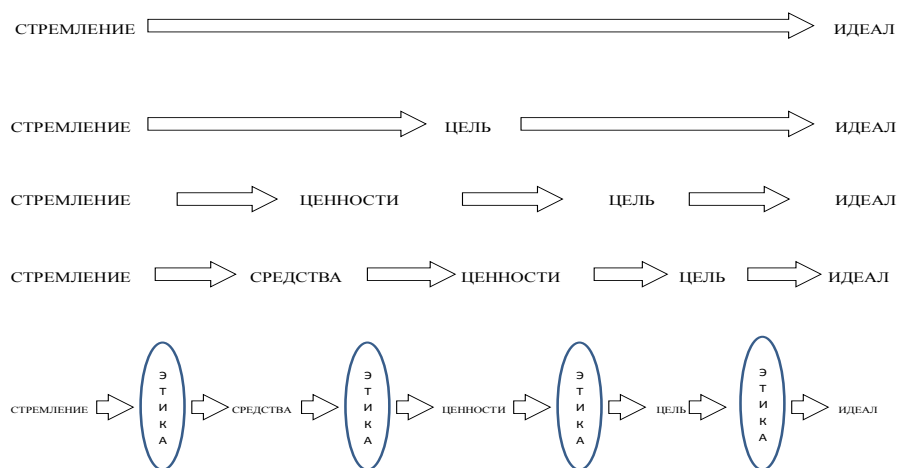 СТРЕМЛЕНИЕ ИДЕАЛ
СТРЕМЛЕНИЕ ЦЕЛЬ ИДЕАЛ
СТРЕМЛЕНИЕ ЦЕННОСТИ ЦЕЛЬ ИДЕАЛ
СТРЕМЛЕНИЕ СРЕДСТВА ЦЕННОСТИ ЦЕЛЬ ИДЕАЛ
СТРЕМЛЕНИЕ ЭТИКА СРЕДСТВА ЭТИКА ЦЕННОСТИ ЭТИКА ЦЕЛЬ ЭТИКА ИДЕАЛ